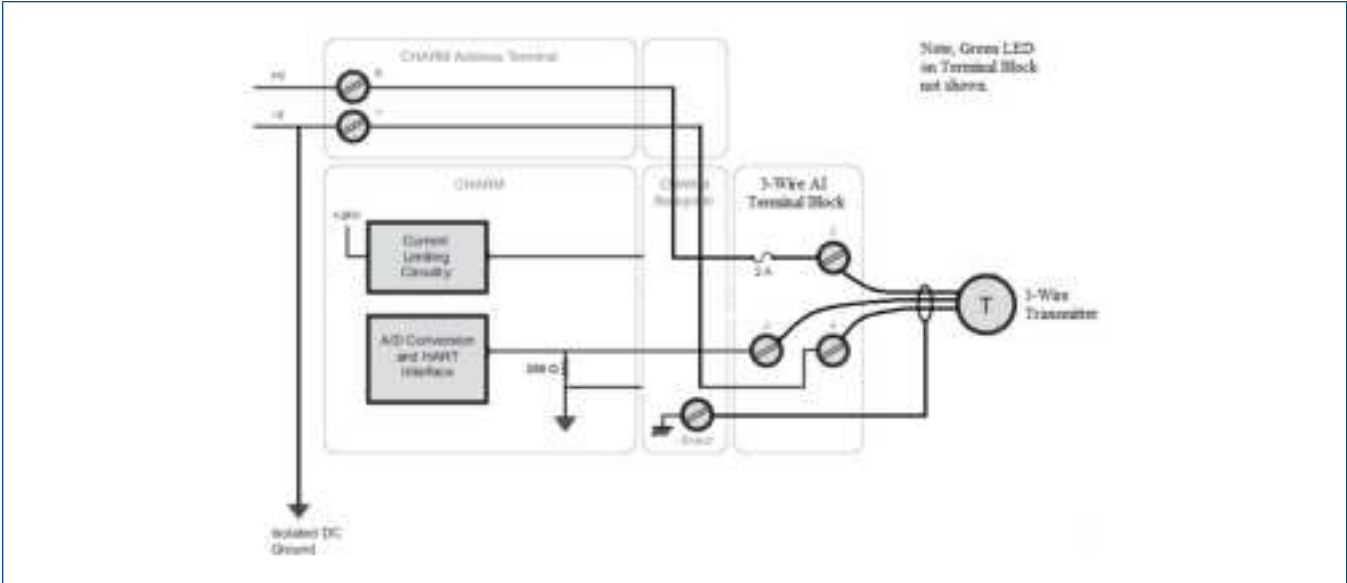 CHARM Address Terminal
Note, Green LED
on Terminal Block
not shown.
CHARM
3-Wire AI
Terminal Block
Current
Limiting
Circuitry
2 A
T
3-Wire
Transmitter
A/D Conversion
and HART
Interface
Isolated DC
Ground